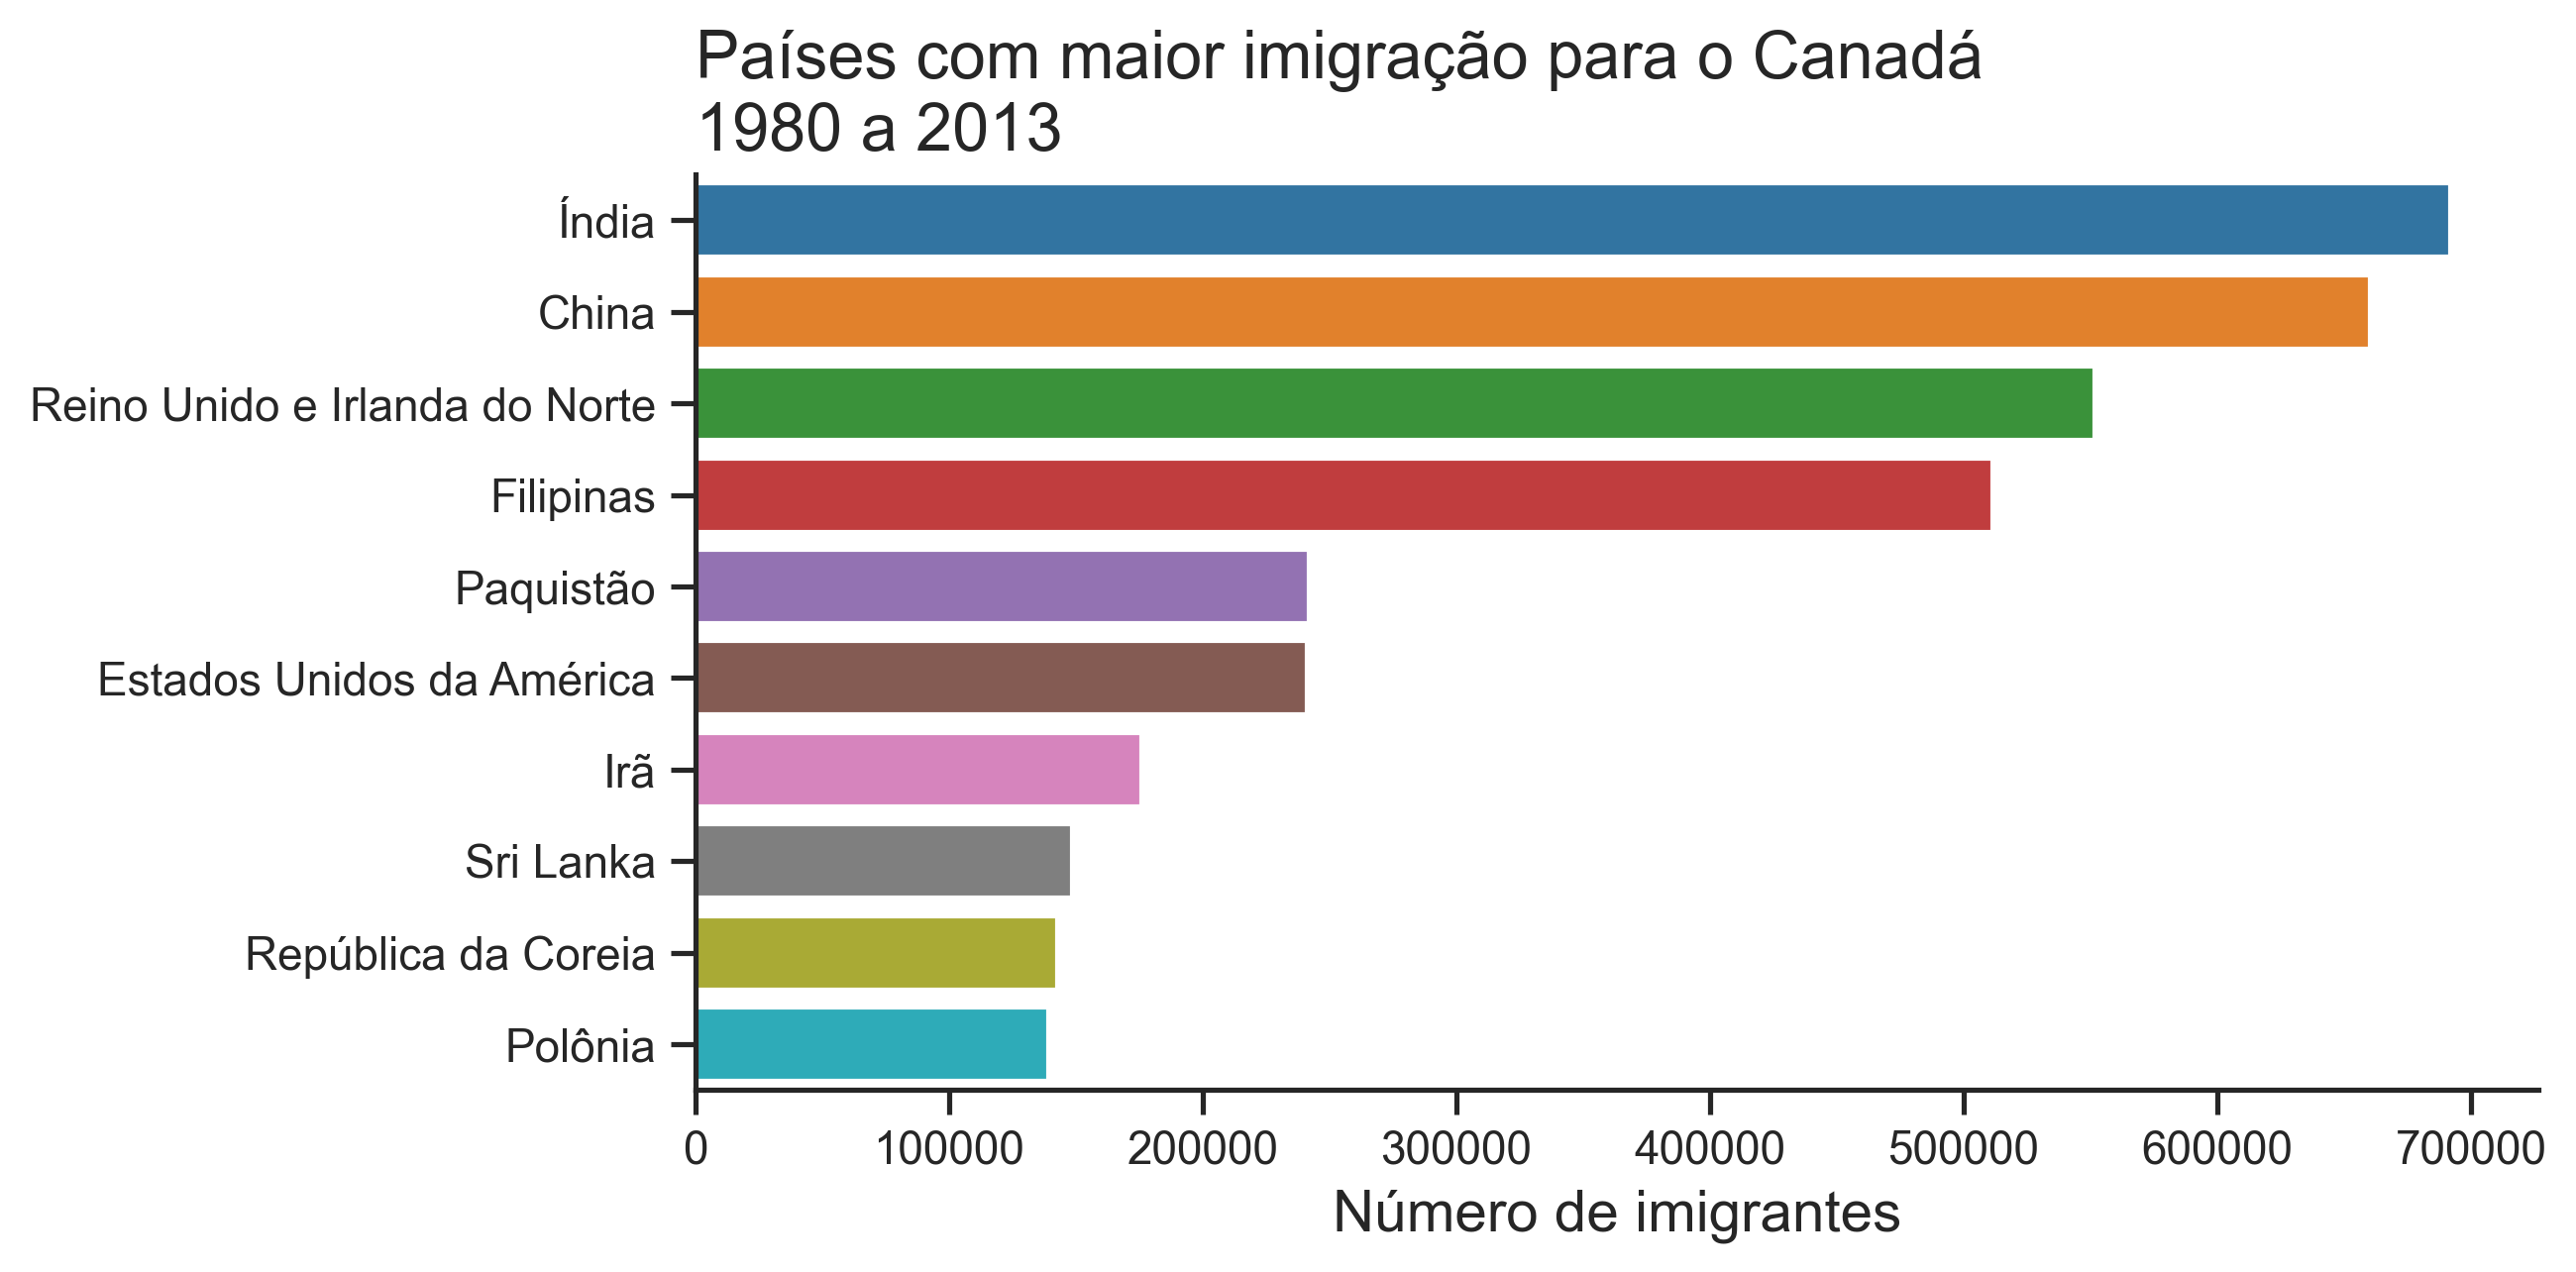 Países com maior imigração para o Canadá
1980 a 2013
Índia
China
Reino Unido e Irlanda do Norte
Filipinas
Paquistão
Estados Unidos da América
Irã
Sri Lanka
República da Coreia
Polônia
0 100000 200000 300000 400000 500000 600000 700000
Número de imigrantes